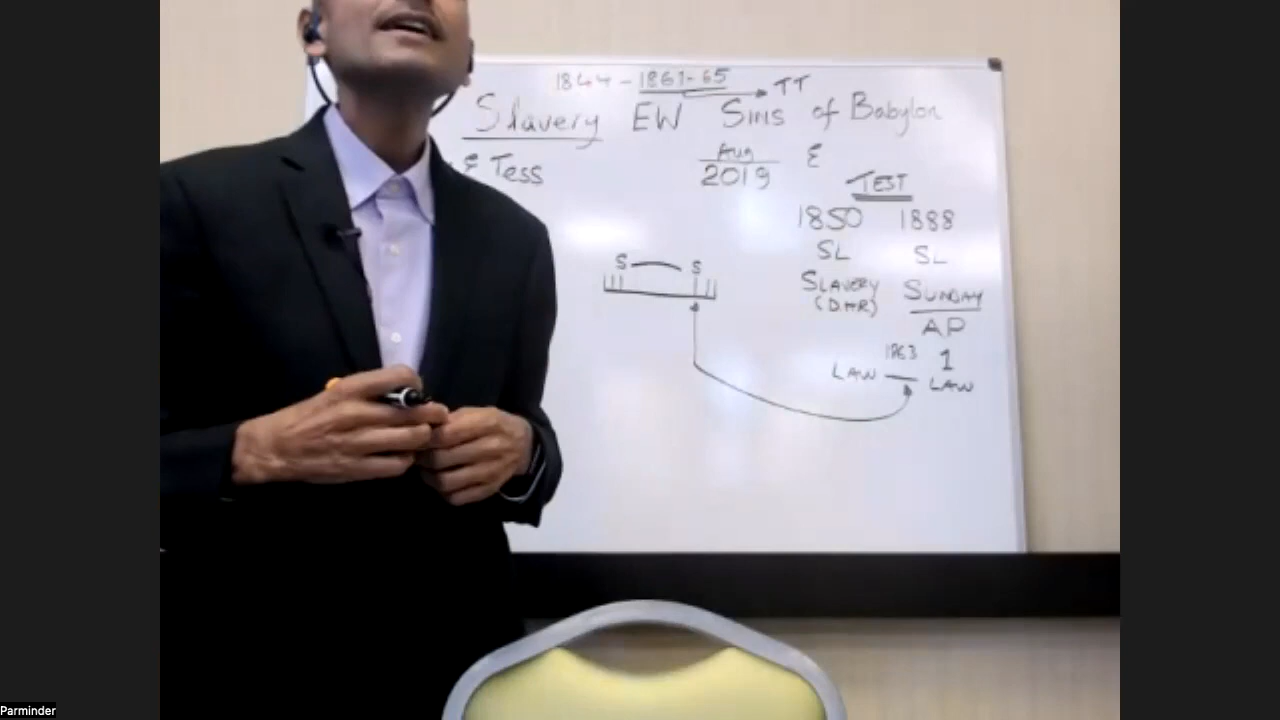 1844 - 1861-65 → TT
Slavery EW Sins of Babylon
& Tess
Aug
2019
E
TEST
1850 1888
SL SL
SLAVERY SUNDAY
(D.HR) AP
S S
1863 1
LAW — LAW
Parminder